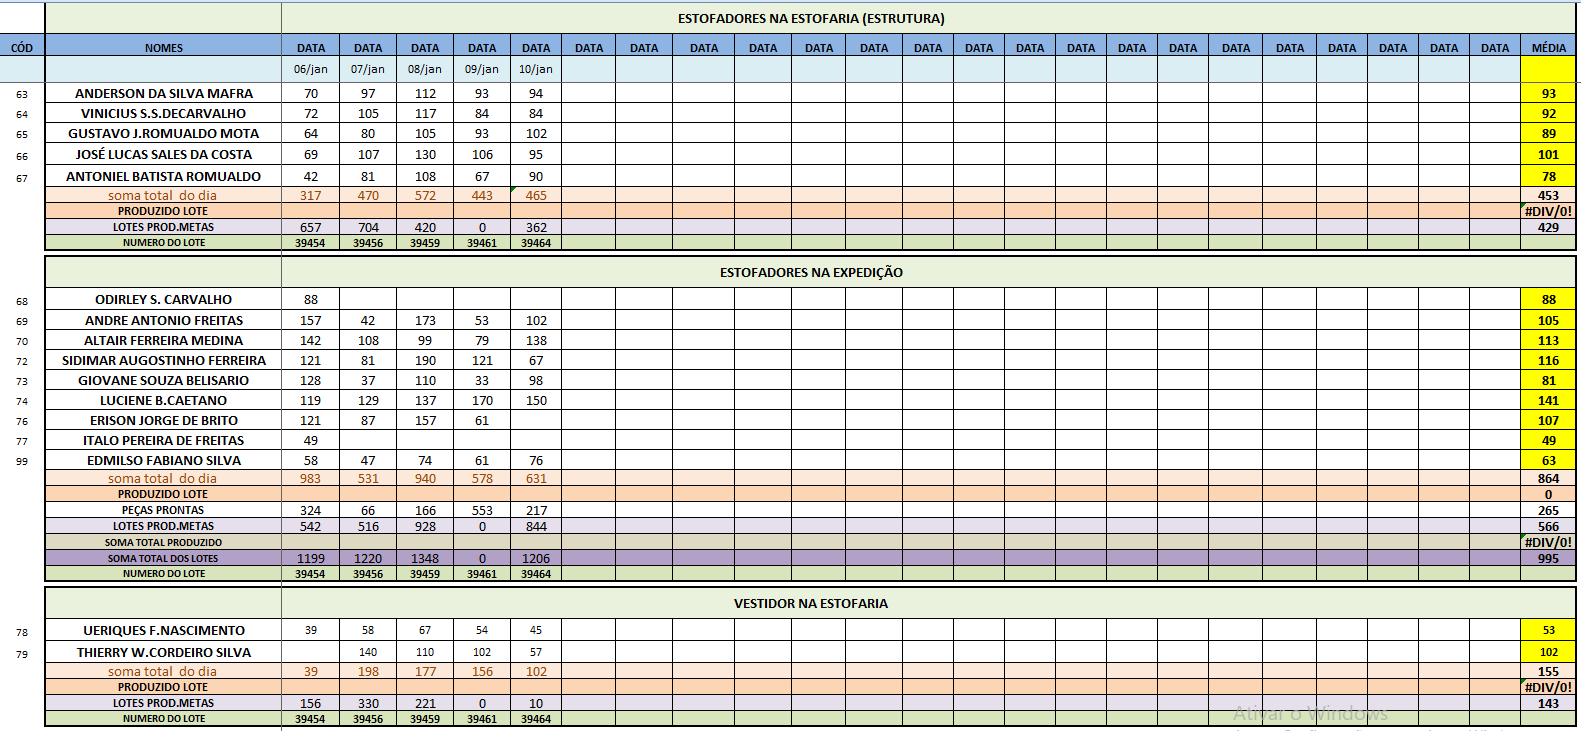 ESTOFADORES NA ESTOFARIA (ESTRUTURA)
CÓD NOMES DATA DATA DATA DATA DATA DATA DATA DATA DATA DATA DATA DATA DATA DATA DATA DATA DATA DATA DATA DATA DATA DATA DATA MÉDIA
06/jan 07/jan 08/jan 09/jan 10/jan
63 ANDERSON DA SILVA MAFRA 70 97 112 93 94 93
64 VINICIUS S.S.DECARVALHO 72 105 117 84 84 92
65 GUSTAVO J.ROMUALDO MOTA 64 80 105 93 102 89
66 JOSÉ LUCAS SALES DA COSTA 69 107 130 106 95 101
67 ANTONIEL BATISTA ROMUALDO 42 81 108 67 90 78
soma total do dia 317 470 572 443 465 453
PRODUZIDO LOTE #DIV/0!
LOTES PROD.METAS 657 704 420 0 362 429
NUMERO DO LOTE 39454 39456 39459 39461 39464
ESTOFADORES NA EXPEDIÇÃO
68 ODIRLEY S. CARVALHO 88 88
69 ANDRE ANTONIO FREITAS 157 42 173 53 102 105
70 ALTAIR FERREIRA MEDINA 142 108 99 79 138 113
72 SIDIMAR AUGOSTINHO FERREIRA 121 81 190 121 67 116
73 GIOVANE SOUZA BELISARIO 128 37 110 33 98 81
74 LUCIENE B.CAETANO 119 129 137 170 150 141
76 ERISON JORGE DE BRITO 121 87 157 61 107
77 ITALO PEREIRA DE FREITAS 49 49
99 EDMILSO FABIANO SILVA 58 47 74 61 76 63
soma total do dia 983 531 940 578 631 864
PRODUZIDO LOTE 0
PEÇAS PRONTAS 324 66 166 553 217 265
LOTES PROD.METAS 542 516 928 0 844 566
SOMA TOTAL PRODUZIDO #DIV/0!
SOMA TOTAL DOS LOTES 1199 1220 1348 0 1206 995
NUMERO DO LOTE 39454 39456 39459 39461 39464
VESTIDOR NA ESTOFARIA
78 UERIQUES F.NASCIMENTO 39 58 67 54 45 53
79 THIERRY W.CORDEIRO SILVA 140 110 102 57 102
soma total do dia 39 198 177 156 102 155
PRODUZIDO LOTE #DIV/0!
LOTES PROD.METAS 156 330 221 0 10 143
NUMERO DO LOTE 39454 39456 39459 39461 39464
Ativar o Windows